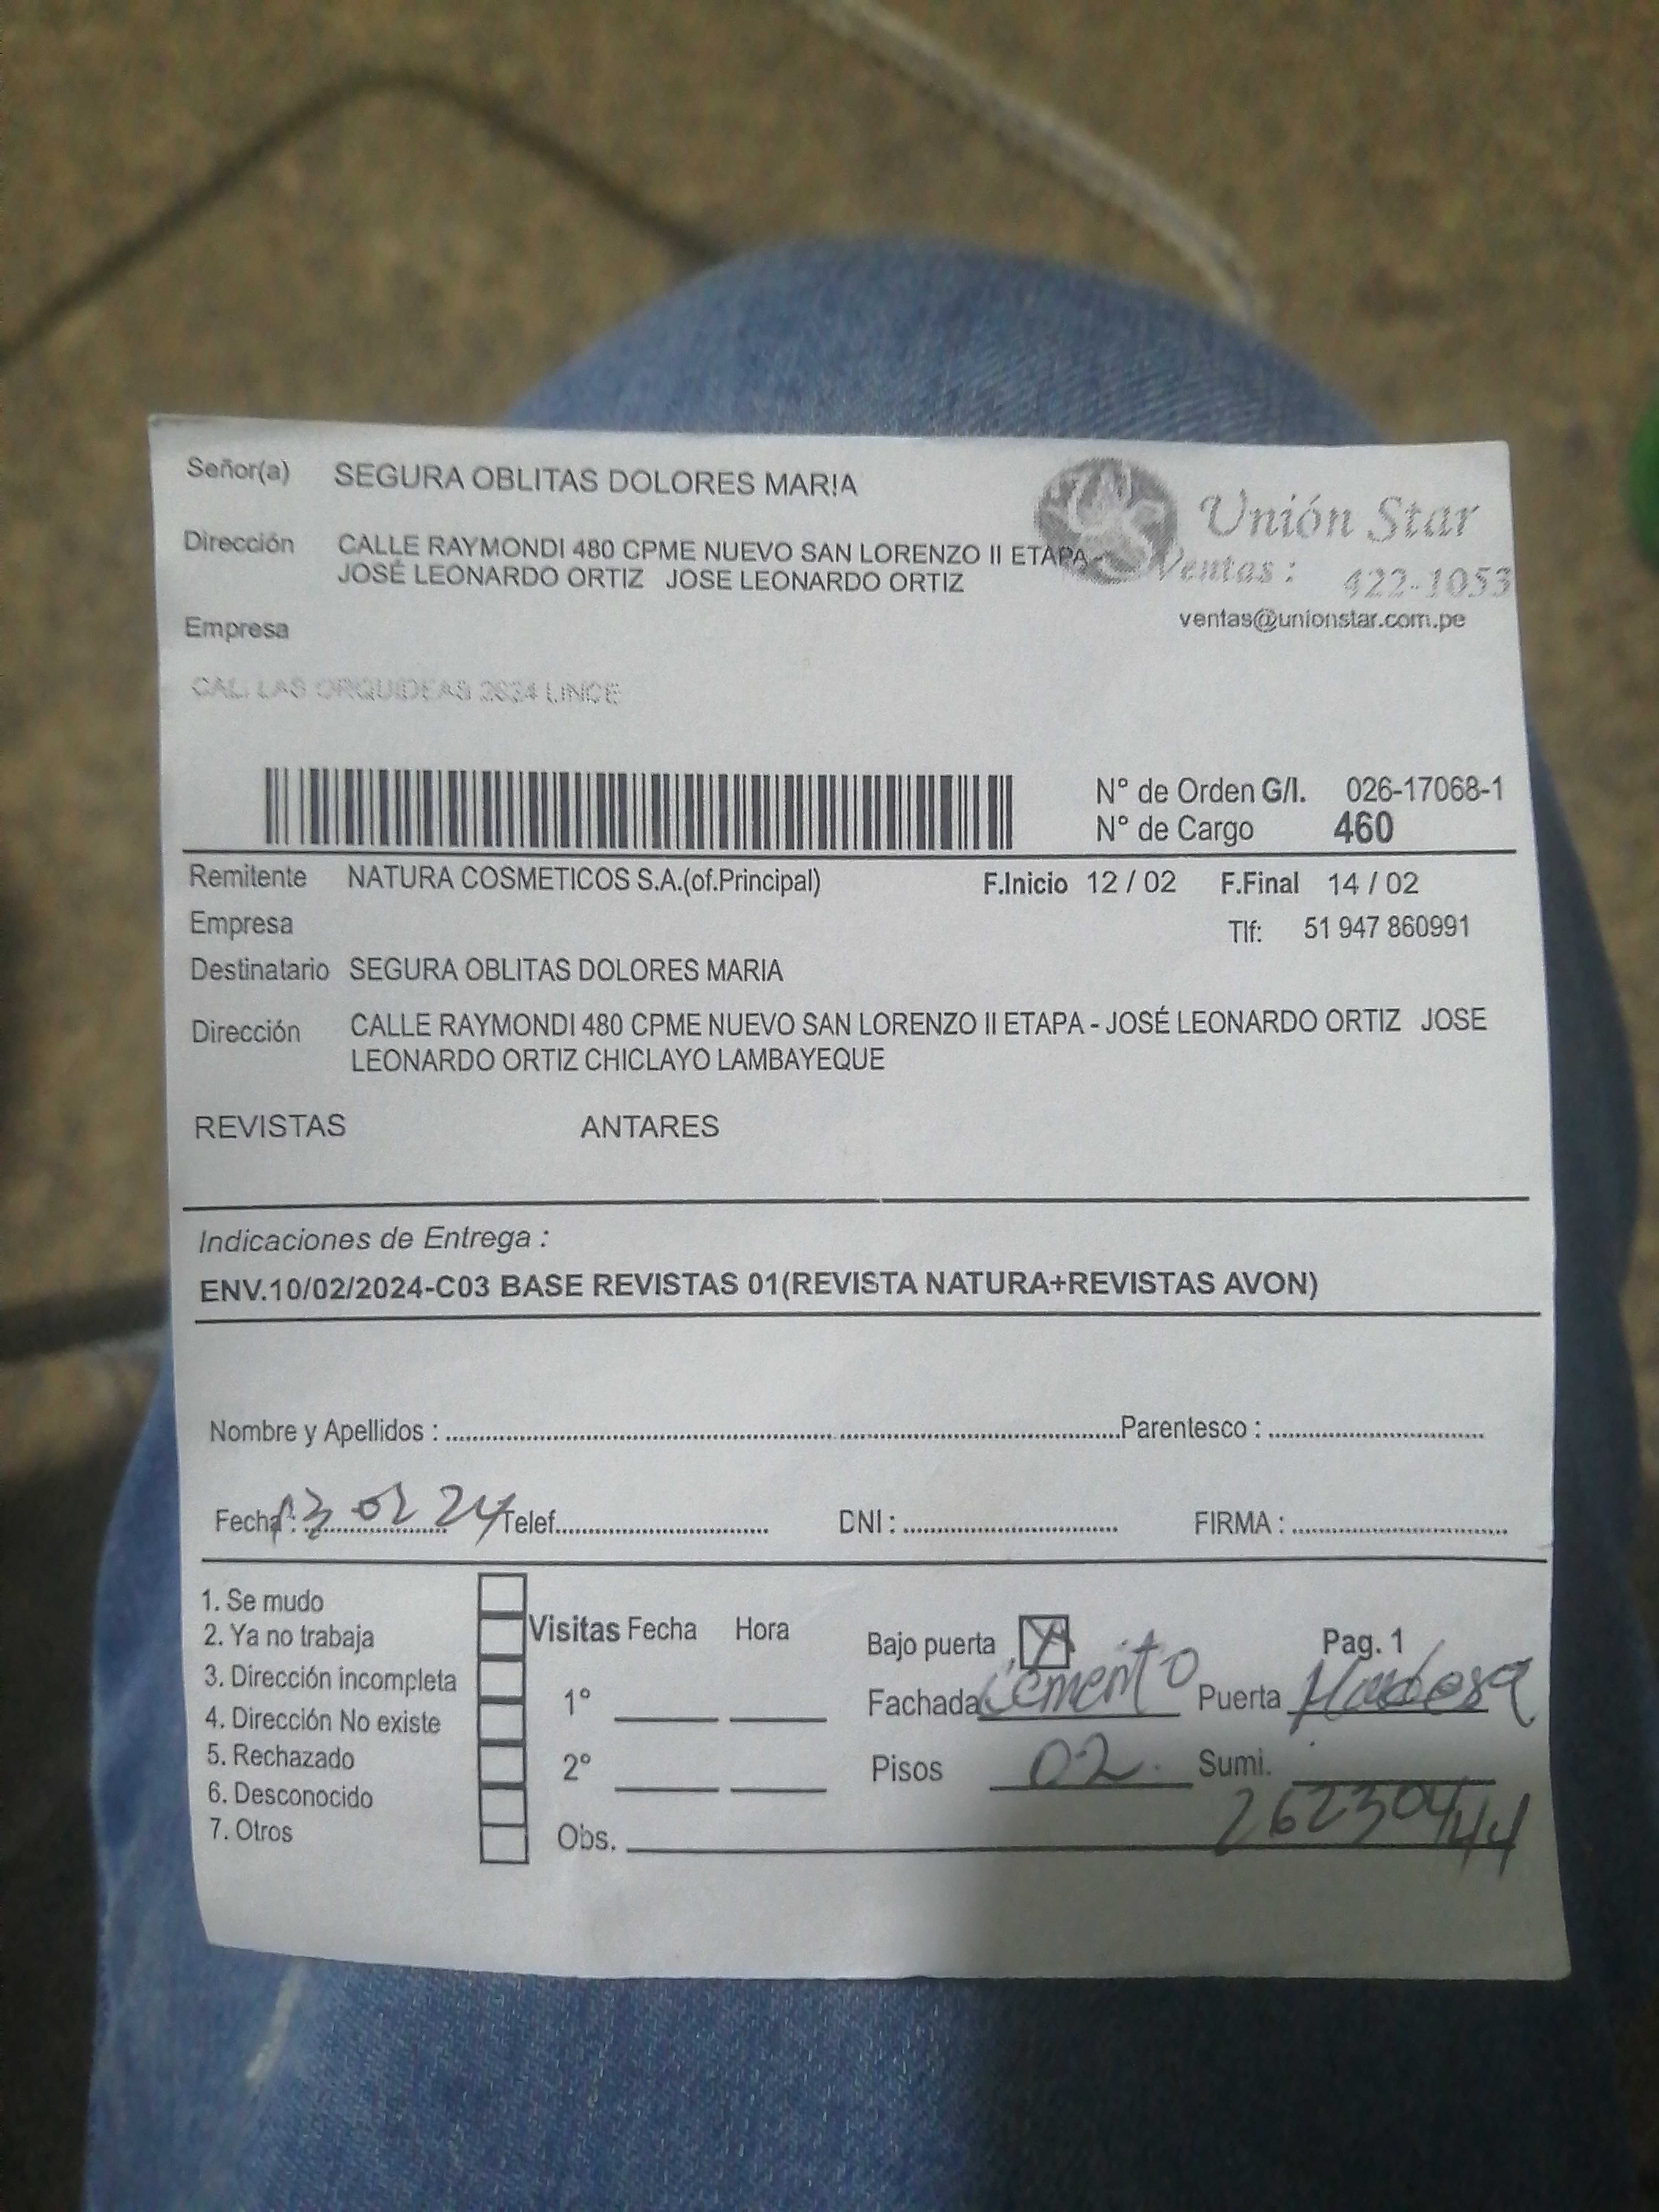 Señor(a) SEGURA OBLITAS DOLORES MARIA
Unión Star
Dirección CALLE RAYMONDI 480 CPME NUEVO SAN LORENZO II ETAPA -
JOSÉ LEONARDO ORTIZ JOSE LEONARDO ORTIZ
Ventas : 422-1053
ventas@unionstar.com.pe
Empresa
CAL. LAS ORQUIDEAS 2634 LINCE
N° de Orden G/I. 026-17068-1
N° de Cargo 460
Remitente NATURA COSMETICOS S.A.(of.Principal) F.Inicio 12 / 02 F.Final 14 / 02
Empresa Tlf: 51 947 860991
Destinatario SEGURA OBLITAS DOLORES MARIA
Dirección CALLE RAYMONDI 480 CPME NUEVO SAN LORENZO II ETAPA - JOSÉ LEONARDO ORTIZ JOSE
LEONARDO ORTIZ CHICLAYO LAMBAYEQUE
REVISTAS ANTARES
Indicaciones de Entrega :
ENV.10/02/2024-C03 BASE REVISTAS 01(REVISTA NATURA+REVISTAS AVON)
Nombre y Apellidos : Parentesco :
Fecha : 13 02 24 Telef. DNI : FIRMA :
1. Se mudo
2. Ya no trabaja
3. Dirección incompleta
4. Dirección No existe
5. Rechazado
6. Desconocido
7. Otros
Visitas Fecha Hora
1°
2°
Obs.
Bajo puerta X Pag. 1
Fachada Cemento Puerta
Pisos 02. Sumi.
26230444